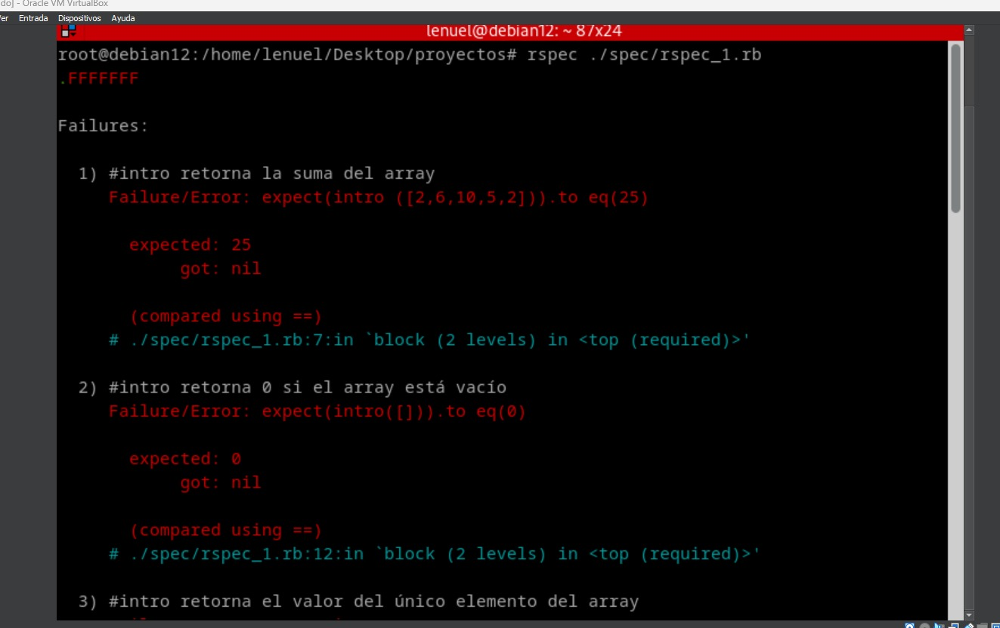 do] - Oracle VM VirtualBox
er Entrada Dispositivos Ayuda
lenuel@debian12: ~ 87x24
root@debian12:/home/lenuel/Desktop/proyectos# rspec ./spec/rspec_1.rb
.FFFFFFF
Failures:
1) #intro retorna la suma del array
Failure/Error: expect(intro ([2,6,10,5,2])).to eq(25)
expected: 25
got: nil
(compared using ==)
# ./spec/rspec_1.rb:7:in `block (2 levels) in <top (required)>'
2) #intro retorna 0 si el array está vacío
Failure/Error: expect(intro([])).to eq(0)
expected: 0
got: nil
(compared using ==)
# ./spec/rspec_1.rb:12:in `block (2 levels) in <top (required)>'
3) #intro retorna el valor del único elemento del array